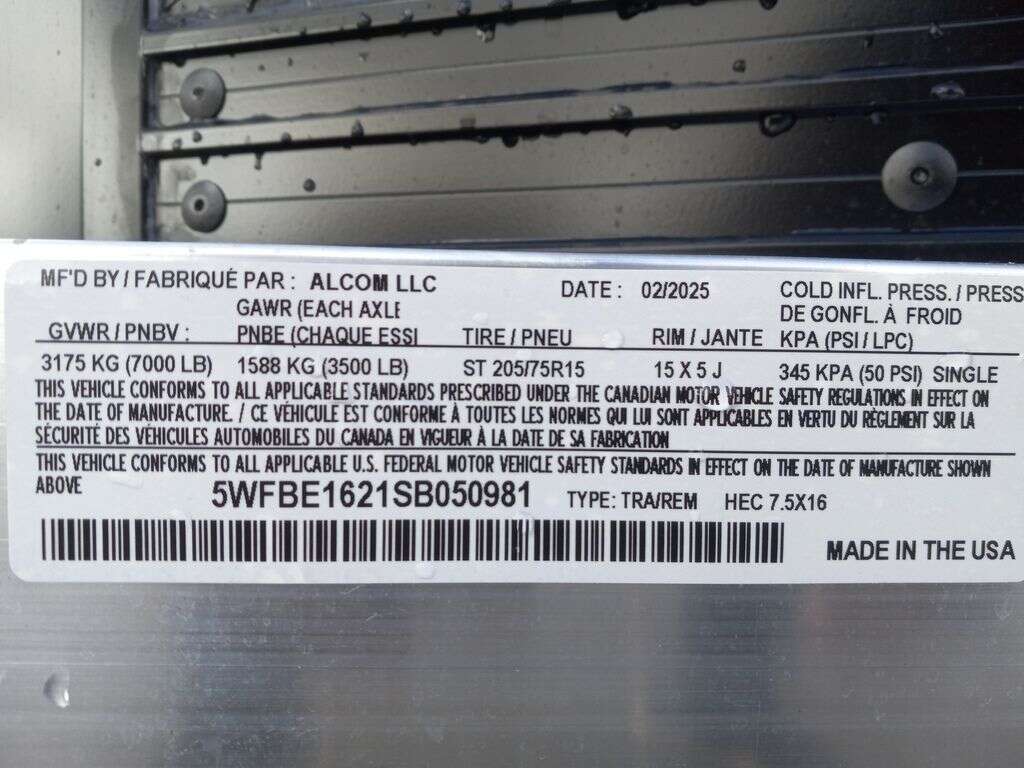 MF'D BY / FABRIQUÉ PAR : ALCOM LLC DATE : 02/2025 COLD INFL. PRESS. / PRESS
GAWR (EACH AXLE DE GONFL. À FROID
GVWR / PNBV : PNBE (CHAQUE ESSI TIRE / PNEU RIM / JANTE KPA (PSI / LPC)
3175 KG (7000 LB) 1588 KG (3500 LB) ST 205/75R15 15 X 5 J 345 KPA (50 PSI) SINGLE
THIS VEHICLE CONFORMS TO ALL APPLICABLE STANDARDS PRESCRIBED UNDER THE CANADIAN MOTOR VEHICLE SAFETY REGULATIONS IN EFFECT ON
THE DATE OF MANUFACTURE. / CE VÉHICULE EST CONFORME À TOUTES LES NORMES QUI LUI SONT APPLICABLES EN VERTU DU RÈGLEMENT SUR LA
SÉCURITÉ DES VÉHICULES AUTOMOBILES DU CANADA EN VIGUEUR À LA DATE DE SA FABRICATION
THIS VEHICLE CONFORMS TO ALL APPLICABLE U.S. FEDERAL MOTOR VEHICLE SAFETY STANDARDS IN EFFECT ON THE DATE OF MANUFACTURE SHOWN
ABOVE 5WFBE1621SB050981 TYPE: TRA/REM HEC 7.5X16
MADE IN THE USA